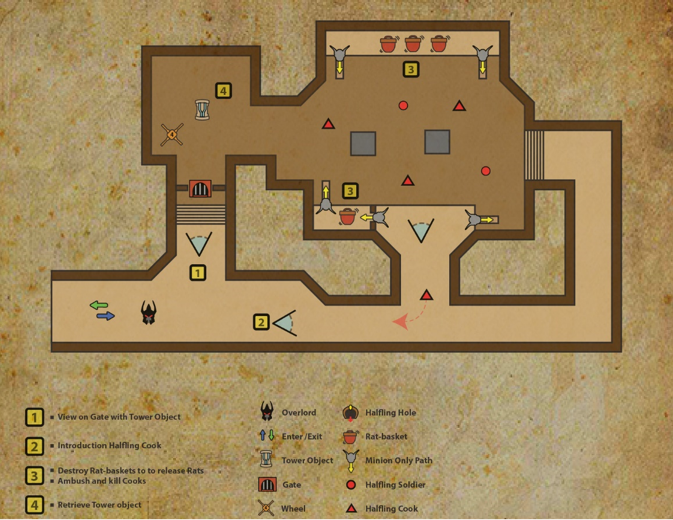 4
3
3
1
2
1 ▪ View on Gate with Tower Object
2 ▪ Introduction Halfling Cook
3 ▪ Destroy Rat-baskets to to release Rats
▪ Ambush and kill Cooks
4 ▪ Retrieve Tower object
Overlord
Enter/Exit
Tower Object
Gate
Wheel
Halfling Hole
Rat-basket
Minion Only Path
Halfling Soldier
Halfling Cook